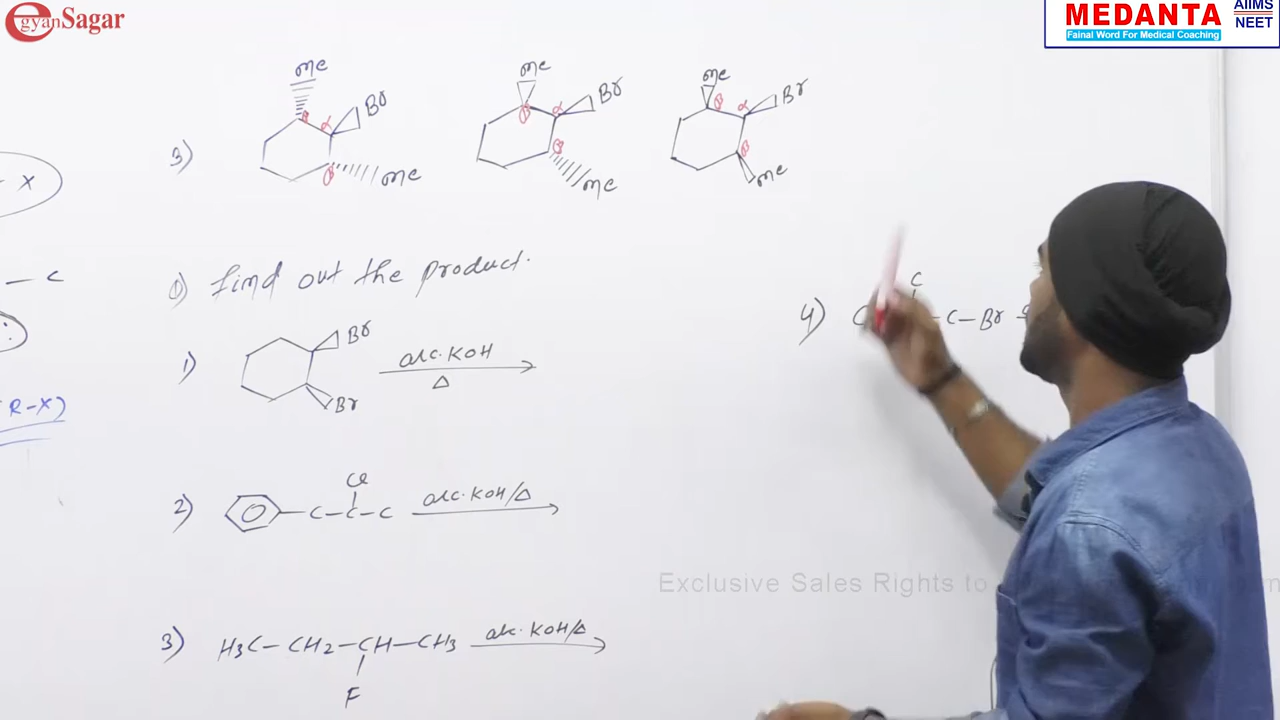 egyanSagar
MEDANTA
AIIMS
NEET
Fainal Word For Medical Coaching
3)
Me
Br
Me
α
β
β
Me
Br
Me
α
β
β
Me
Br
Me
α
β
β
- X
- C
(R-X)
Q) Find out the product.
1)
Br
Br
alc. KOH
Δ
2)
C-C-C
Cl
alc. KOH/Δ
3) H3C-CH2-CH-CH3
F
alc. KOH/Δ
4) C
C
-C-Br
Exclusive Sales Rights to